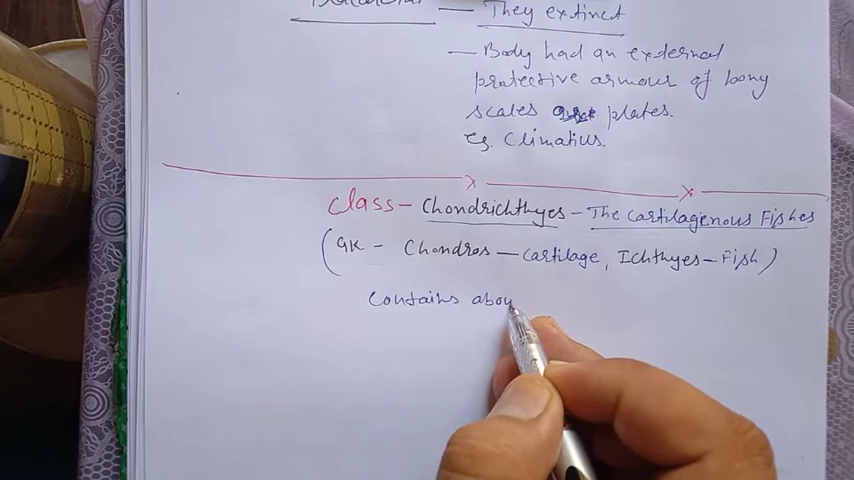 — They extinct
— Body had an external
protective armour of bony
scales plates.
eg. Climatius.
Class - Chondrichthyes - The cartilagenous Fishes
(GK - Chondros — cartilage, Ichthyes - Fish)
Contains abou